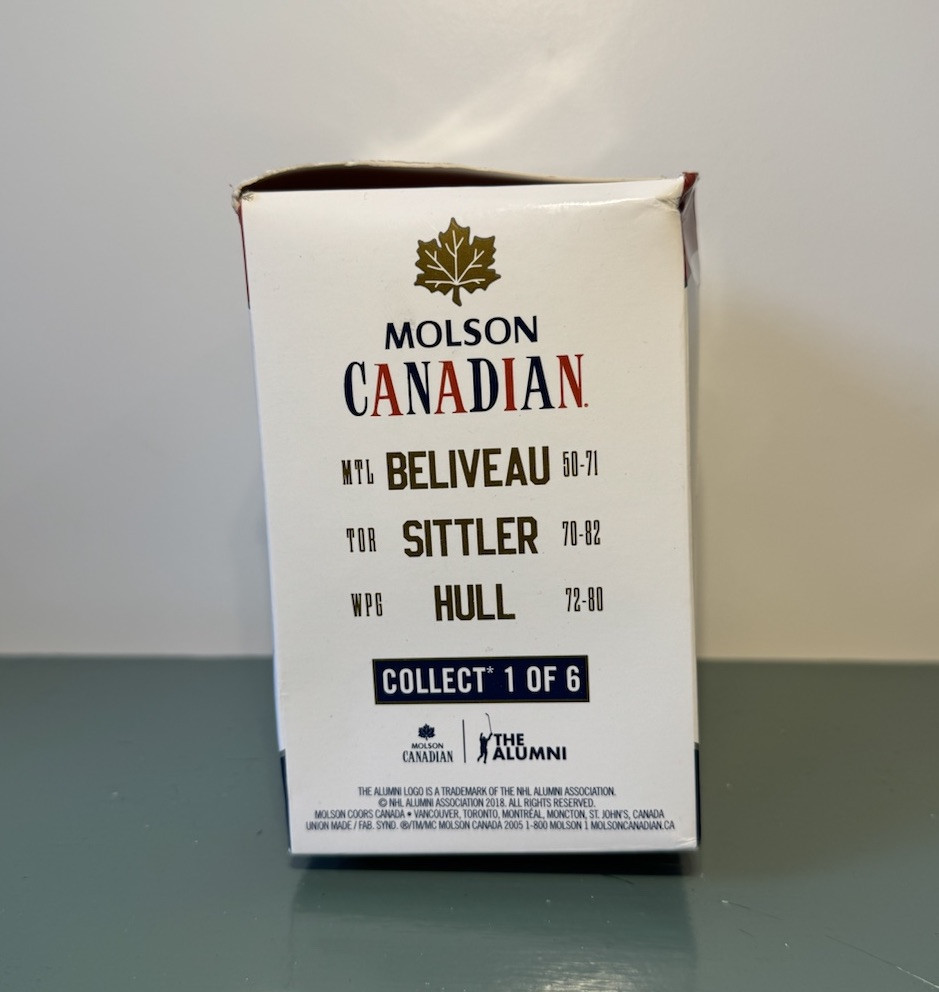 MOLSON
CANADIAN.
MTL BELIVEAU 50-71
TOR SITTLER 70-82
WPG HULL 72-80
COLLECT* 1 OF 6
MOLSON
CANADIAN
THE
ALUMNI
THE ALUMNI LOGO IS A TRADEMARK OF THE NHL ALUMNI ASSOCIATION.
© NHL ALUMNI ASSOCIATION 2018. ALL RIGHTS RESERVED.
MOLSON COORS CANADA • VANCOUVER, TORONTO, MONTRÉAL, MONCTON, ST. JOHN'S, CANADA
UNION MADE / FAB. SYND. ®/TM/MC MOLSON CANADA 2005 1-800 MOLSON 1 MOLSONCANADIAN.CA